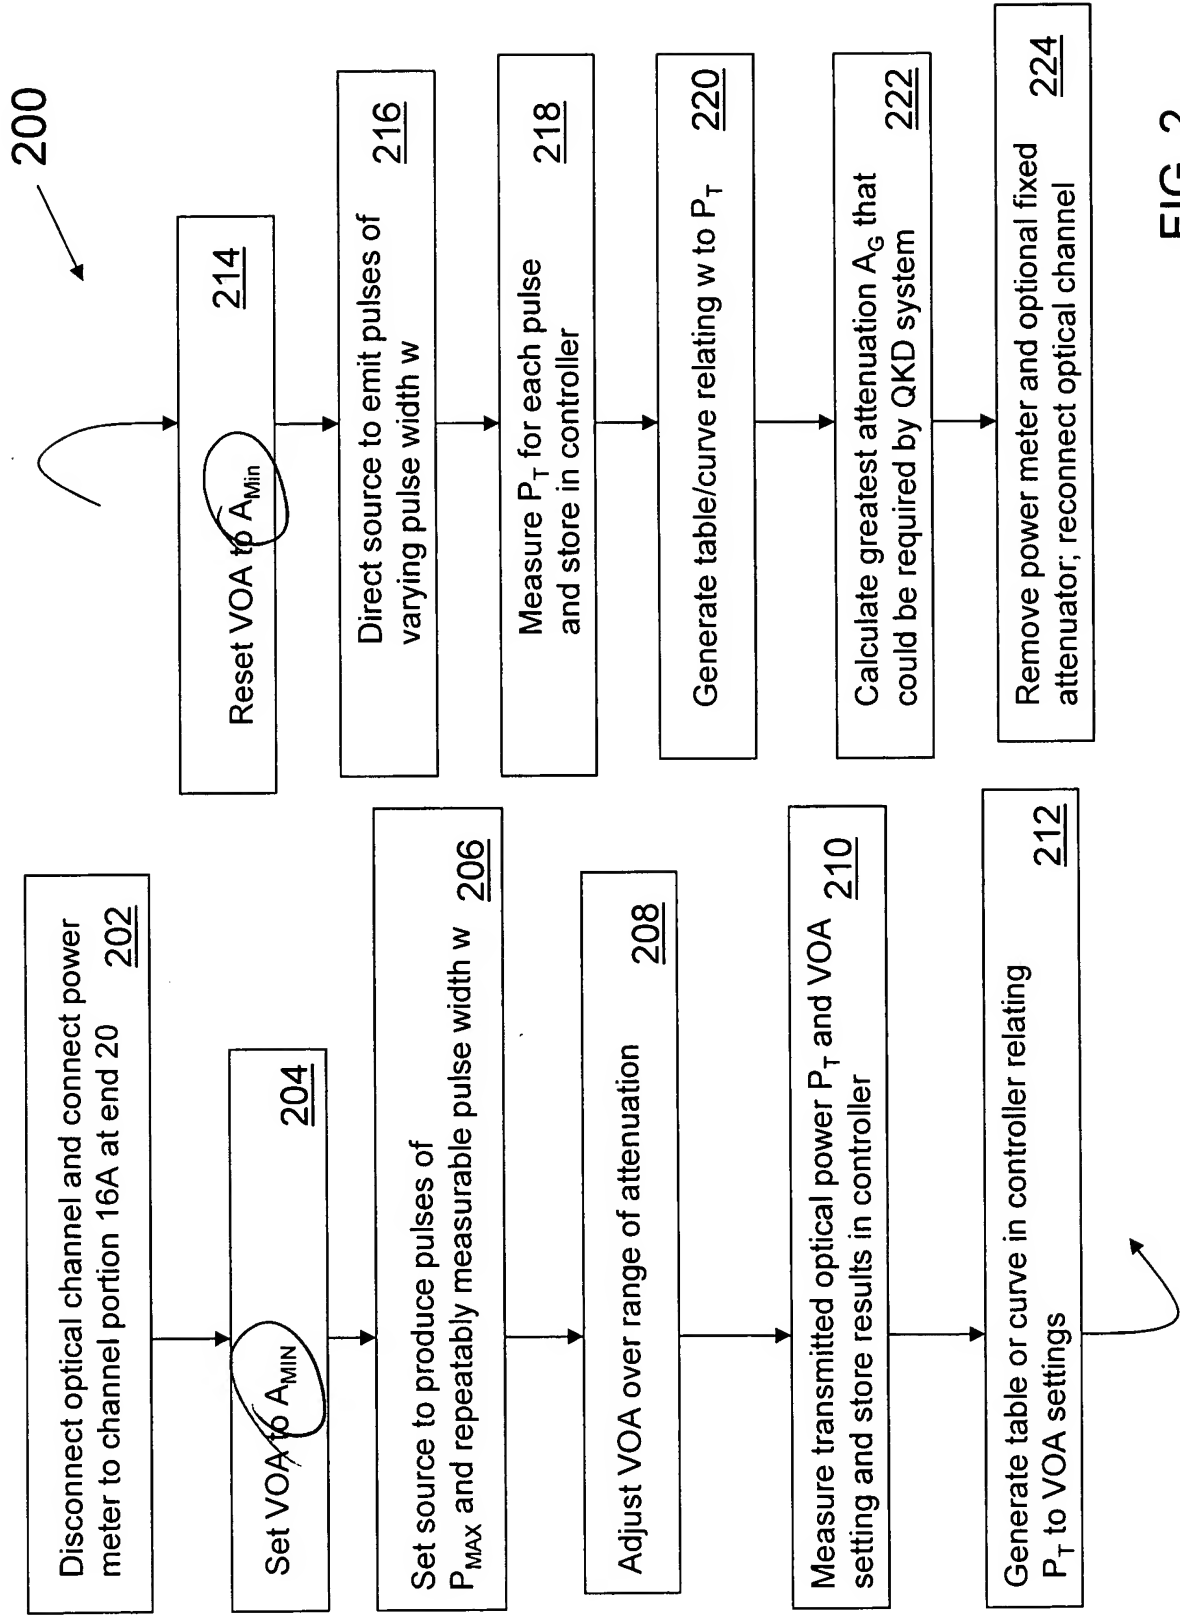 200
Disconnect optical channel and connect power
meter to channel portion 16A at end 20
202
Set VOA to A_MIN
204
Set source to produce pulses of
P_MAX and repeatably measurable pulse width w
206
Adjust VOA over range of attenuation
208
Measure transmitted optical power P_T and VOA
setting and store results in controller
210
Generate table or curve in controller relating
P_T to VOA settings
212
Reset VOA to A_Min
214
Direct source to emit pulses of
varying pulse width w
216
Measure P_T for each pulse
and store in controller
218
Generate table/curve relating w to P_T
220
Calculate greatest attenuation A_G that
could be required by QKD system
222
Remove power meter and optional fixed
attenuator; reconnect optical channel
224
FIG. 2